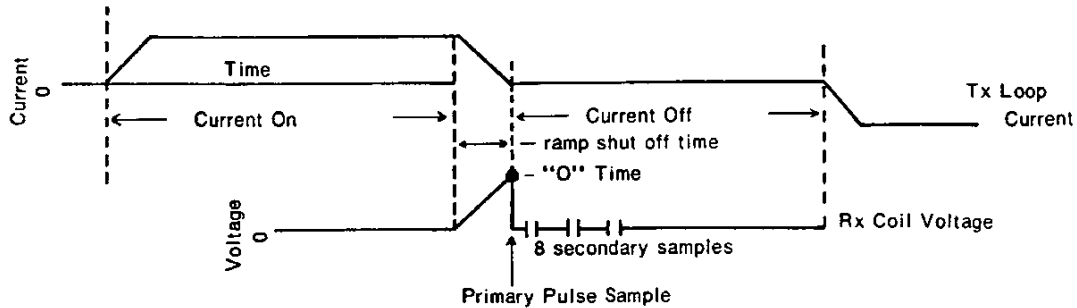 Current
0
Time
Tx Loop
Current
Current On
Current Off
ramp shut off time
"O" Time
Voltage
0
Rx Coil Voltage
8 secondary samples
Primary Pulse Sample